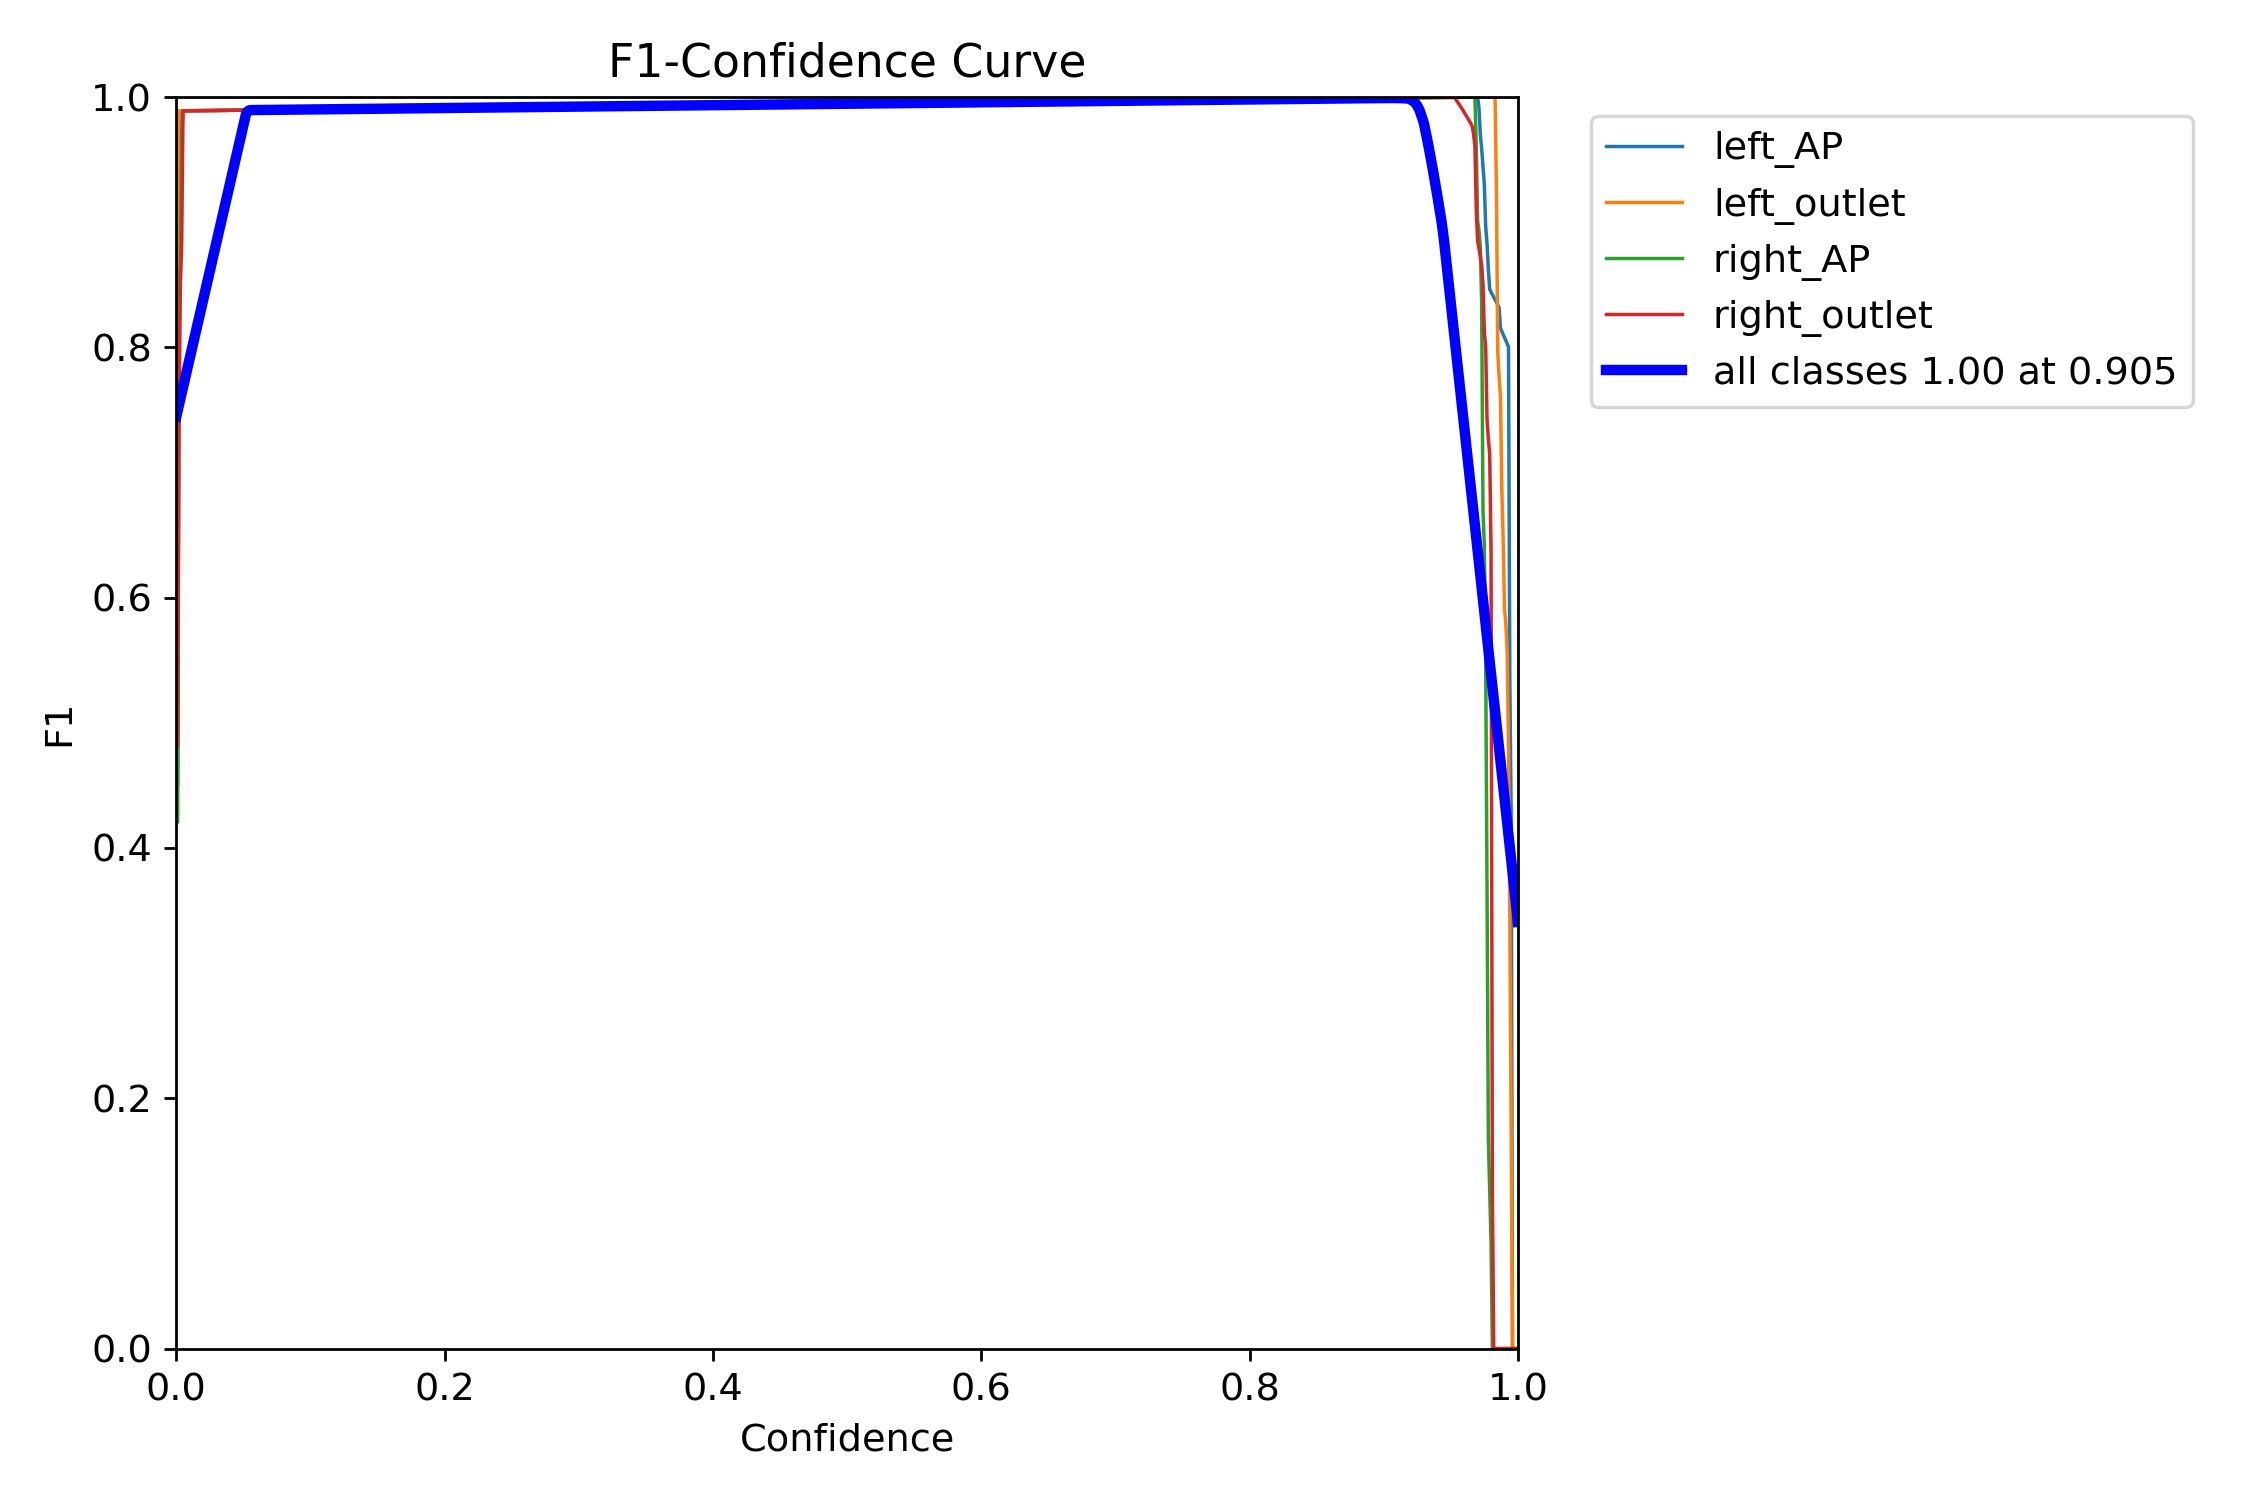 F1-Confidence Curve
1.0
0.8
0.6
0.4
0.2
0.0
F1
0.0 0.2 0.4 0.6 0.8 1.0
Confidence
left_AP
left_outlet
right_AP
right_outlet
all classes 1.00 at 0.905